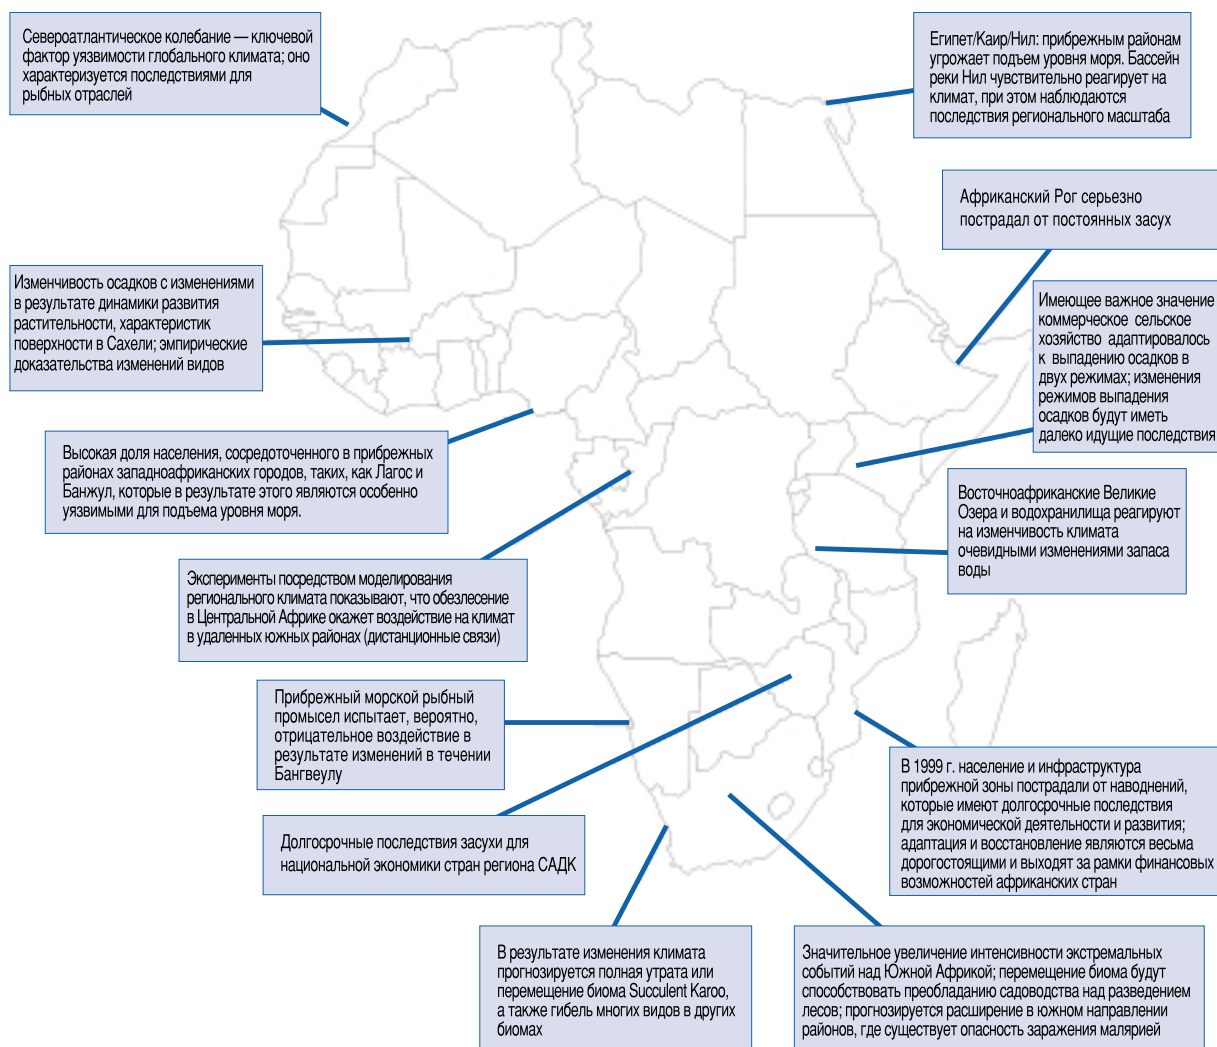 Североатлантическое колебание — ключевой
фактор уязвимости глобального климата; оно
характеризуется последствиями для
рыбных отраслей
Египет/Каир/Нил: прибрежным районам
угрожает подъем уровня моря. Бассейн
реки Нил чувствительно реагирует на
климат, при этом наблюдаются
последствия регионального масштаба
Африканский Рог серьезно
пострадал от постоянных засух
Изменчивость осадков с изменениями
в результате динамики развития
растительности, характеристик
поверхности в Сахели; эмпирические
доказательства изменений видов
Имеющее важное значение
коммерческое сельское
хозяйство адаптировалось
к выпадению осадков в
двух режимах; изменения
режимов выпадения
осадков будут иметь
далеко идущие последствия
Высокая доля населения, сосредоточенного в прибрежных
районах западноафриканских городов, таких, как Лагос и
Банжул, которые в результате этого являются особенно
уязвимыми для подъема уровня моря.
Восточноафриканские Великие
Озера и водохранилища реагируют
на изменчивость климата
очевидными изменениями запаса
воды
Эксперименты посредством моделирования
регионального климата показывают, что обезлесение
в Центральной Африке окажет воздействие на климат
в удаленных южных районах (дистанционные связи)
Прибрежный морской рыбный
промысел испытает, вероятно,
отрицательное воздействие в
результате изменений в течении
Бангвеулу
В 1999 г. население и инфраструктура
прибрежной зоны пострадали от наводнений,
которые имеют долгосрочные последствия
для экономической деятельности и развития;
адаптация и восстановление являются весьма
дорогостоящими и выходят за рамки финансовых
возможностей африканских стран
Долгосрочные последствия засухи для
национальной экономики стран региона САДК
В результате изменения климата
прогнозируется полная утрата или
перемещение биома Succulent Karoo,
а также гибель многих видов в других
биомах
Значительное увеличение интенсивности экстремальных
событий над Южной Африкой; перемещение биома будут
способствовать преобладанию садоводства над разведением
лесов; прогнозируется расширение в южном направлении
районов, где существует опасность заражения малярией